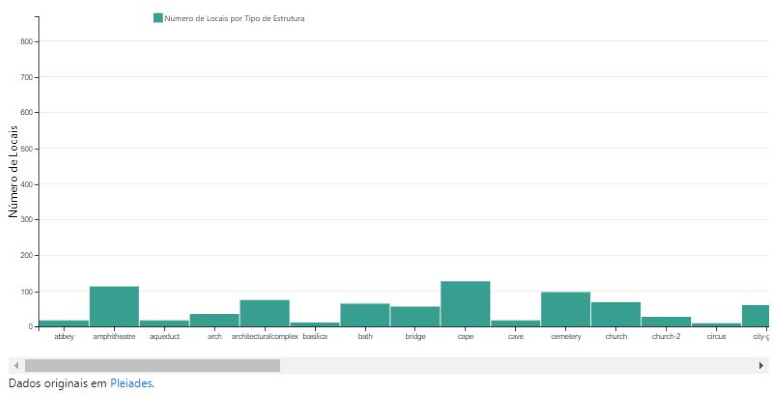 Número de Locais por Tipo de Estrutura
Número de Locais
800
700
600
500
400
300
200
100
0
abbey amphitheatre aqueduct arch architecturalcomplex basilica bath bridge cape cave cemetery church church-2 circus city-g
Dados originais em Pleiades.